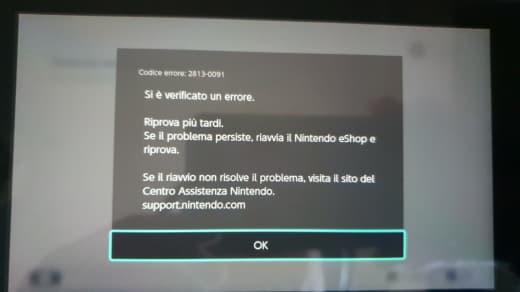 Codice errore: 2813-0091
Si è verificato un errore.
Riprova più tardi.
Se il problema persiste, riavvia il Nintendo eShop e
riprova.
Se il riavvio non risolve il problema, visita il sito del
Centro Assistenza Nintendo.
support.nintendo.com
OK